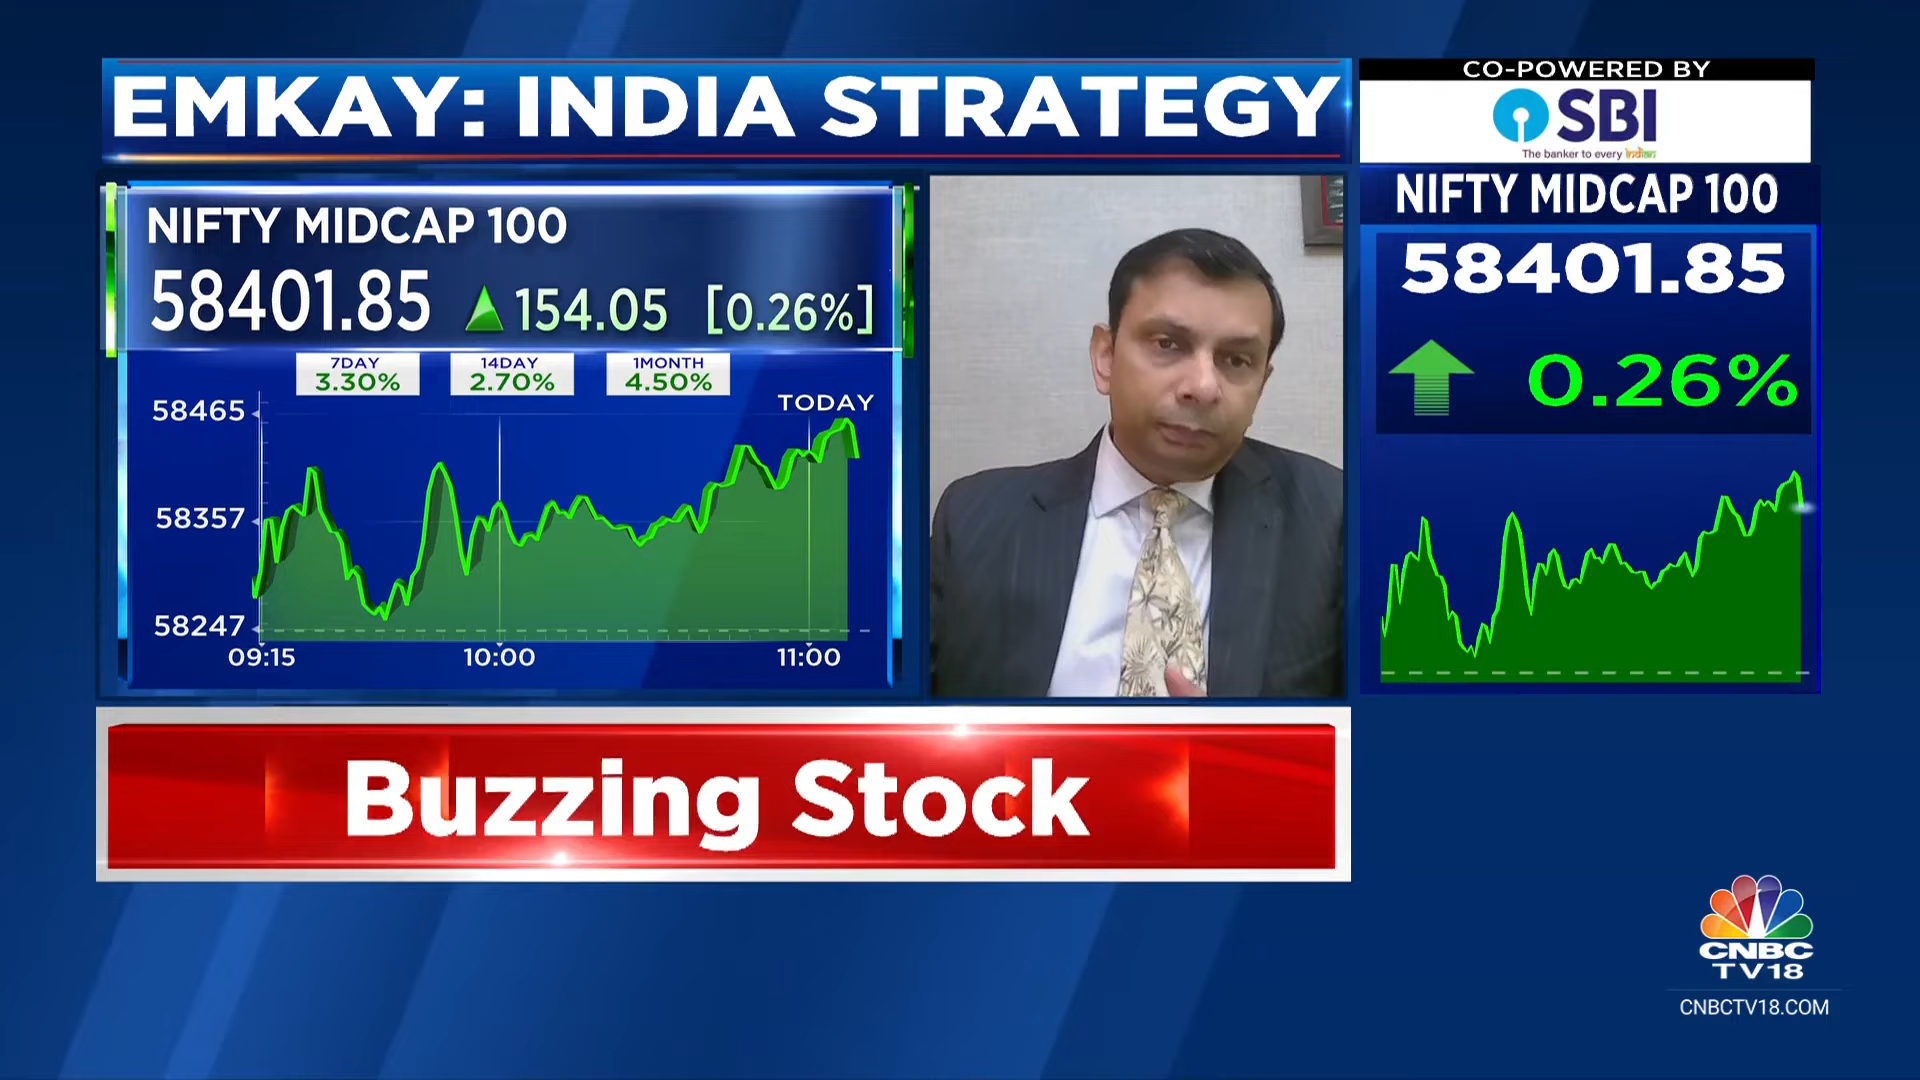 EMKAY: INDIA STRATEGY
CO-POWERED BY
SBI
The banker to every indian
NIFTY MIDCAP 100
58401.85 154.05 [0.26%]
7DAY
3.30%
14DAY
2.70%
1MONTH
4.50%
TODAY
58465
58357
58247
09:15 10:00 11:00
NIFTY MIDCAP 100
58401.85
0.26%
Buzzing Stock
CNBC
TV18
CNBCTV18.COM